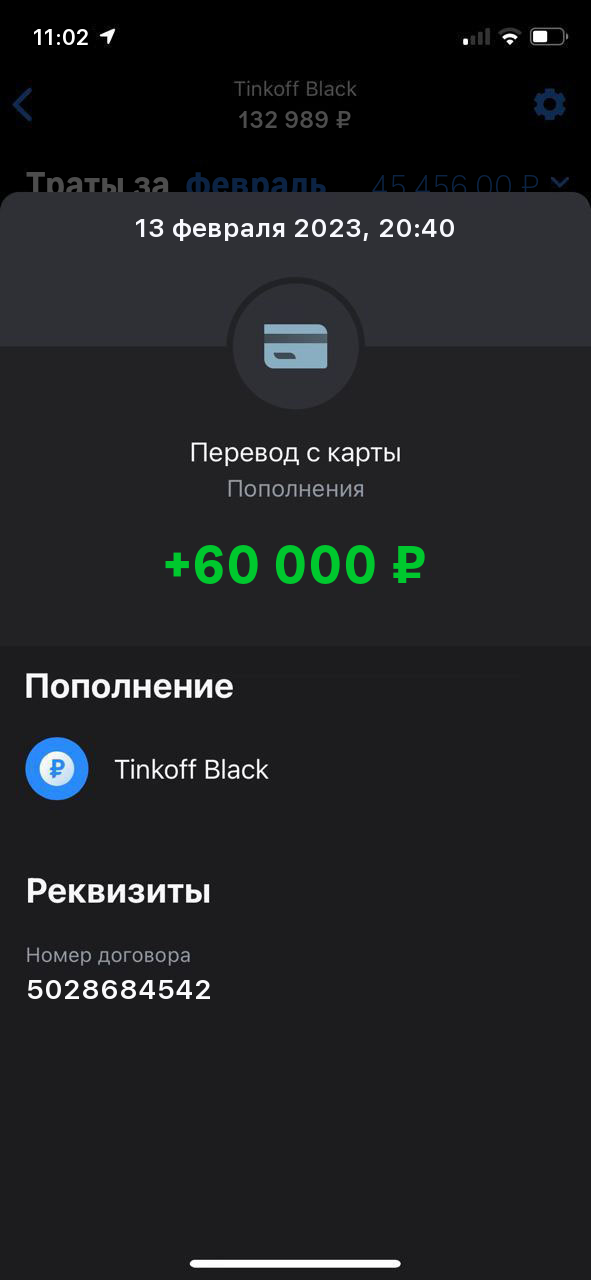 11:02
Tinkoff Black
132 989 ₽
Траты за февраль 45 456,00 ₽
13 февраля 2023, 20:40
Перевод с карты
Пополнения
+60 000 ₽
Пополнение
₽ Tinkoff Black
Реквизиты
Номер договора
5028684542